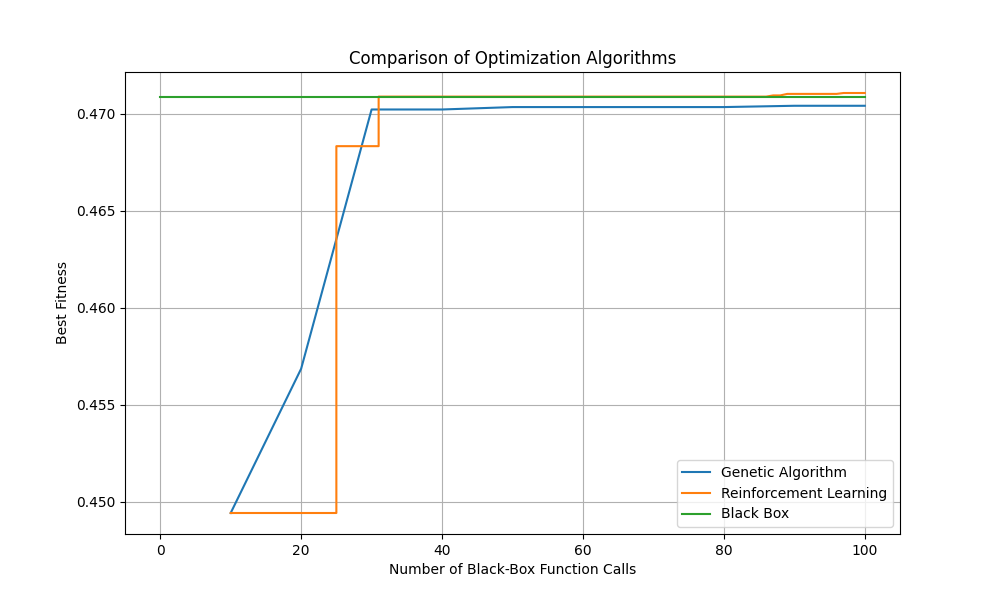 Comparison of Optimization Algorithms
Best Fitness
0.470
0.465
0.460
0.455
0.450
Genetic Algorithm
Reinforcement Learning
Black Box
0 20 40 60 80 100
Number of Black-Box Function Calls